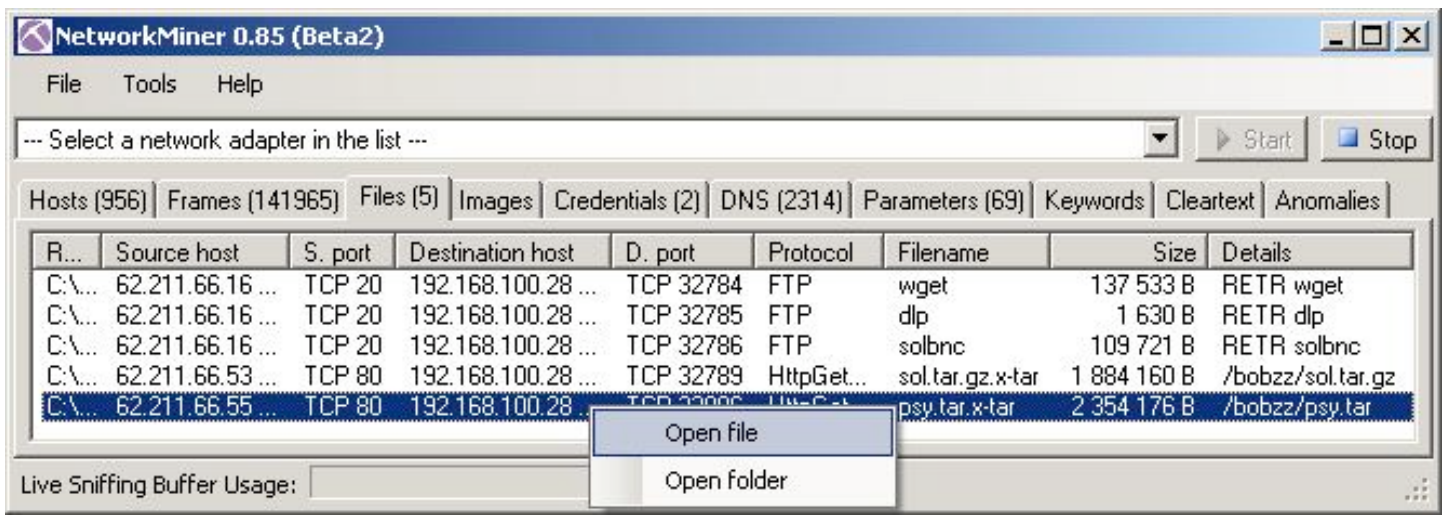 NetworkMiner 0.85 (Beta2)
File Tools Help
--- Select a network adapter in the list --- Start Stop
Hosts (956) Frames (141965) Files (5) Images Credentials (2) DNS (2314) Parameters (69) Keywords Cleartext Anomalies
R... Source host S. port Destination host D. port Protocol Filename Size Details
C:\... 62.211.66.16 ... TCP 20 192.168.100.28 ... TCP 32784 FTP wget 137 533 B RETR wget
C:\... 62.211.66.16 ... TCP 20 192.168.100.28 ... TCP 32785 FTP dlp 1 630 B RETR dlp
C:\... 62.211.66.16 ... TCP 20 192.168.100.28 ... TCP 32786 FTP solbnc 109 721 B RETR solbnc
C:\... 62.211.66.53 ... TCP 80 192.168.100.28 ... TCP 32789 HttpGet... sol.tar.gz.x-tar 1 884 160 B /bobzz/sol.tar.gz
C:\... 62.211.66.55 ... TCP 80 192.168.100.28 ... psy.tar.x-tar 2 354 176 B /bobzz/psy.tar
Open file
Open folder
Live Sniffing Buffer Usage: